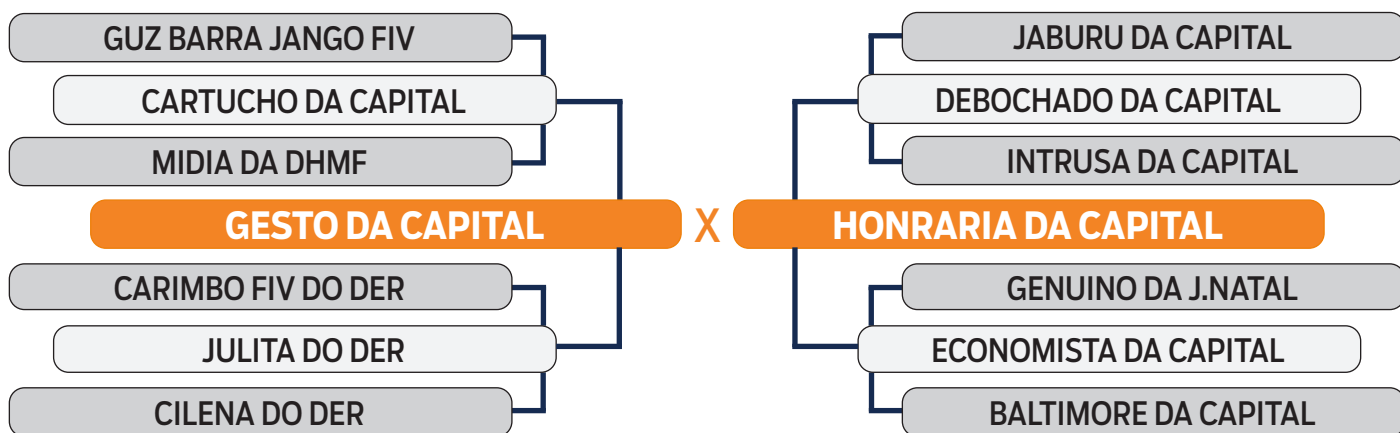 GUZ BARRA JANGO FIV
CARTUCHO DA CAPITAL
MIDIA DA DHMF
GESTO DA CAPITAL
CARIMBO FIV DO DER
JULITA DO DER
CILENA DO DER
X
JABURU DA CAPITAL
DEBOCHADO DA CAPITAL
INTRUSA DA CAPITAL
HONRARIA DA CAPITAL
GENUINO DA J.NATAL
ECONOMISTA DA CAPITAL
BALTIMORE DA CAPITAL